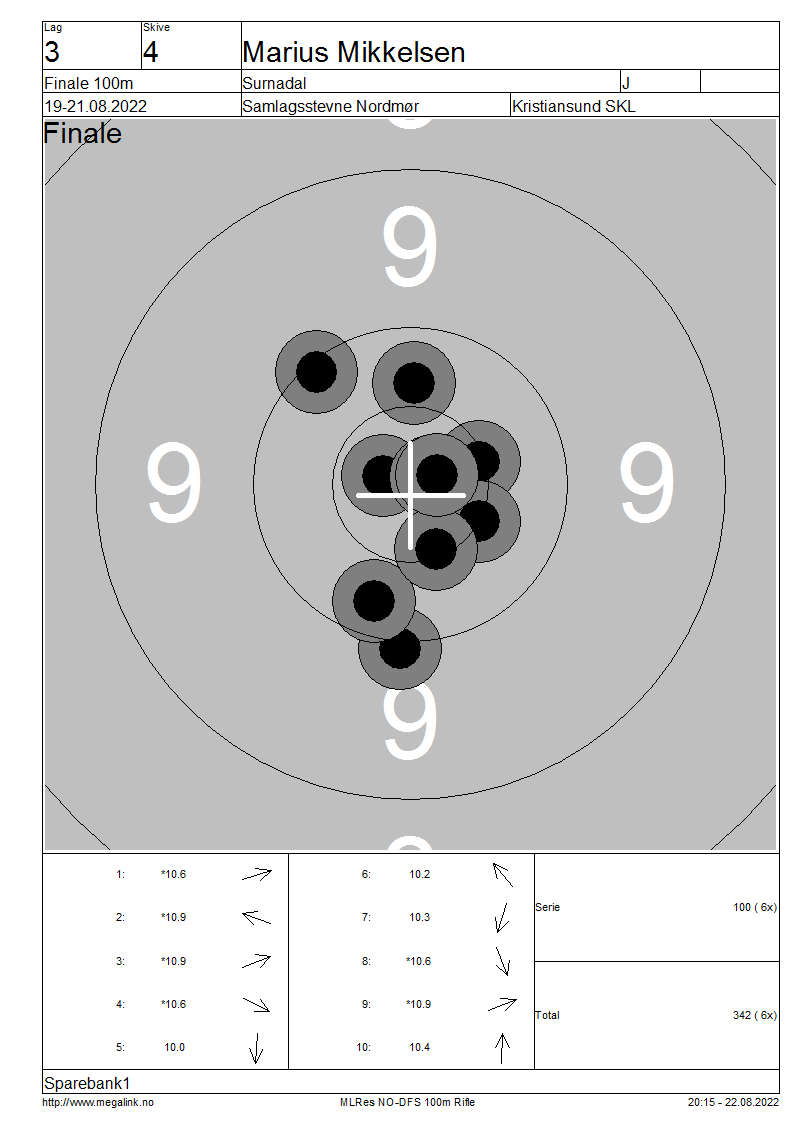 Lag Skive
3 4 Marius Mikkelsen
Finale 100m Surnadal J
19-21.08.2022 Samlagsstevne Nordmør Kristiansund SKL
Finale
9
9 9
9
1: *10.6 6: 10.2
2: *10.9 7: 10.3
3: *10.9 8: *10.6
4: *10.6 9: *10.9
5: 10.0 10: 10.4
Serie 100 ( 6x)
Total 342 ( 6x)
Sparebank1
http://www.megalink.no MLRes NO-DFS 100m Rifle 20:15 - 22.08.2022